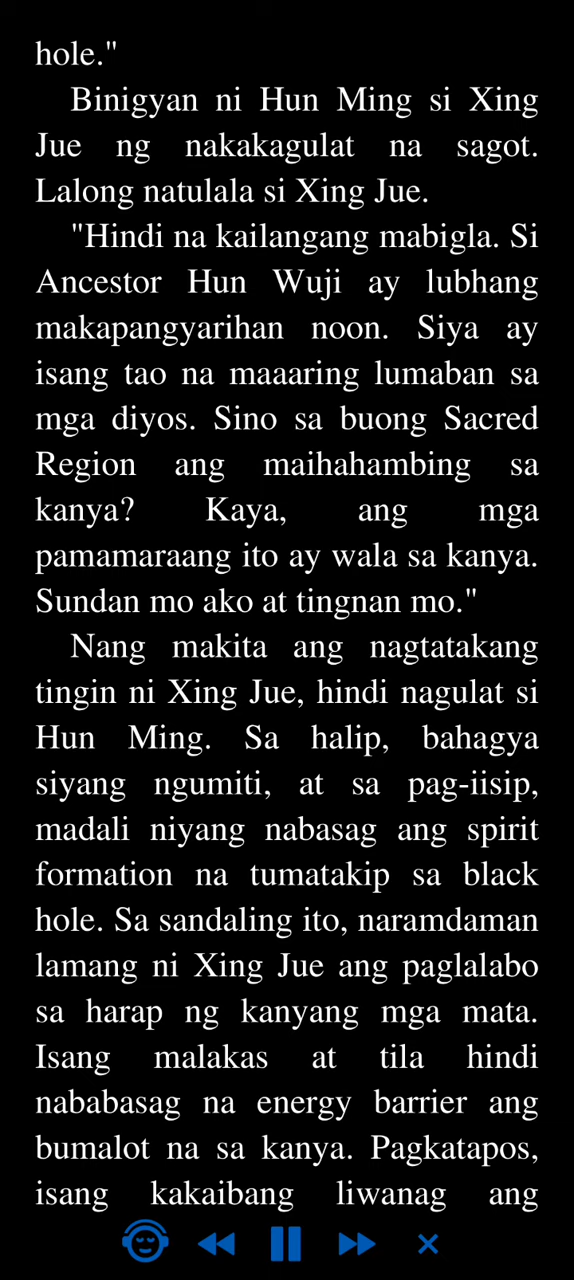 hole."
Binigyan ni Hun Ming si Xing
Jue ng nakakagulat na sagot.
Lalong natulala si Xing Jue.
"Hindi na kailangang mabigla. Si
Ancestor Hun Wuji ay lubhang
makapangyarihan noon. Siya ay
isang tao na maaaring lumaban sa
mga diyos. Sino sa buong Sacred
Region ang maihahambing sa
kanya? Kaya, ang mga
pamamaraang ito ay wala sa kanya.
Sundan mo ako at tingnan mo."
Nang makita ang nagtatakang
tingin ni Xing Jue, hindi nagulat si
Hun Ming. Sa halip, bahagya
siyang ngumiti, at sa pag-iisip,
madali niyang nabasag ang spirit
formation na tumatakip sa black
hole. Sa sandaling ito, naramdaman
lamang ni Xing Jue ang paglalabo
sa harap ng kanyang mga mata.
Isang malakas at tila hindi
nababasag na energy barrier ang
bumalot na sa kanya. Pagkatapos,
isang kakaibang liwanag ang